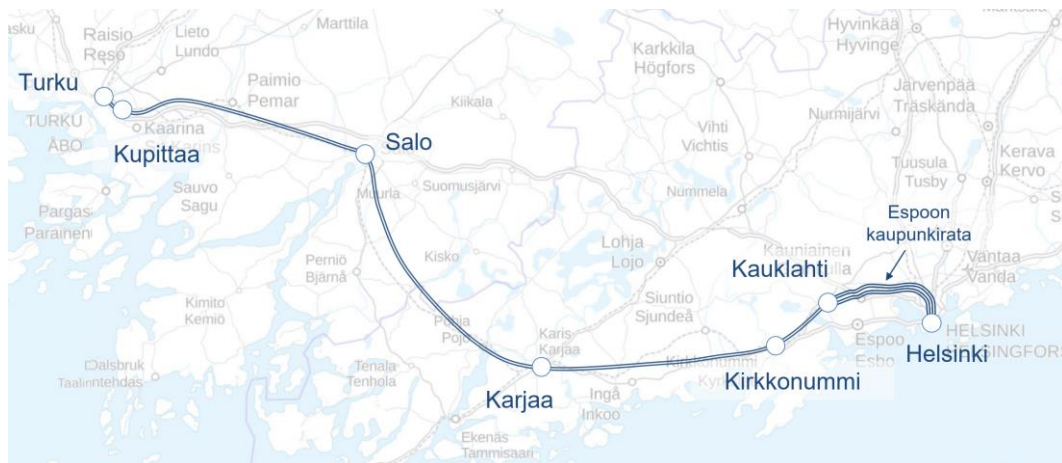 Raisio
Reso
Lieto
Lundo
Marttila
Paimio
Pemar
Kiikala
Turku
TURKU
ÅBO
Kaarina
Kupittaa
Salo
Sauvo
Sagu
Muurla
Suomusjärvi
Pargas
Parainen
Perniö
Bjärnå
Kisko
Kimito
Kemiö
Dalsbruk
Taalintehdas
Pohja
Tenala
Tenhola
Ekenäs
Tammisaari
Karkkila
Högfors
Vihti
Vichtis
Nummela
Lohja
Lojo
Karis
Karjaa
Karjaa
Ingå
Inkoo
Siuntio
Sjundeå
Kirkkonummi
Kirkkonummi
Hyvinkää
Hyvinge
Nurmijärvi
Järvenpää
Träskända
Tuusula
Tusby
Kerava
Kervo
Espoon
kaupunkirata
Kauniainen
Kauklahti
Vantaa
Vanda
Espoo
Esbo
HELSINKI
HELSINGFORS
Helsinki